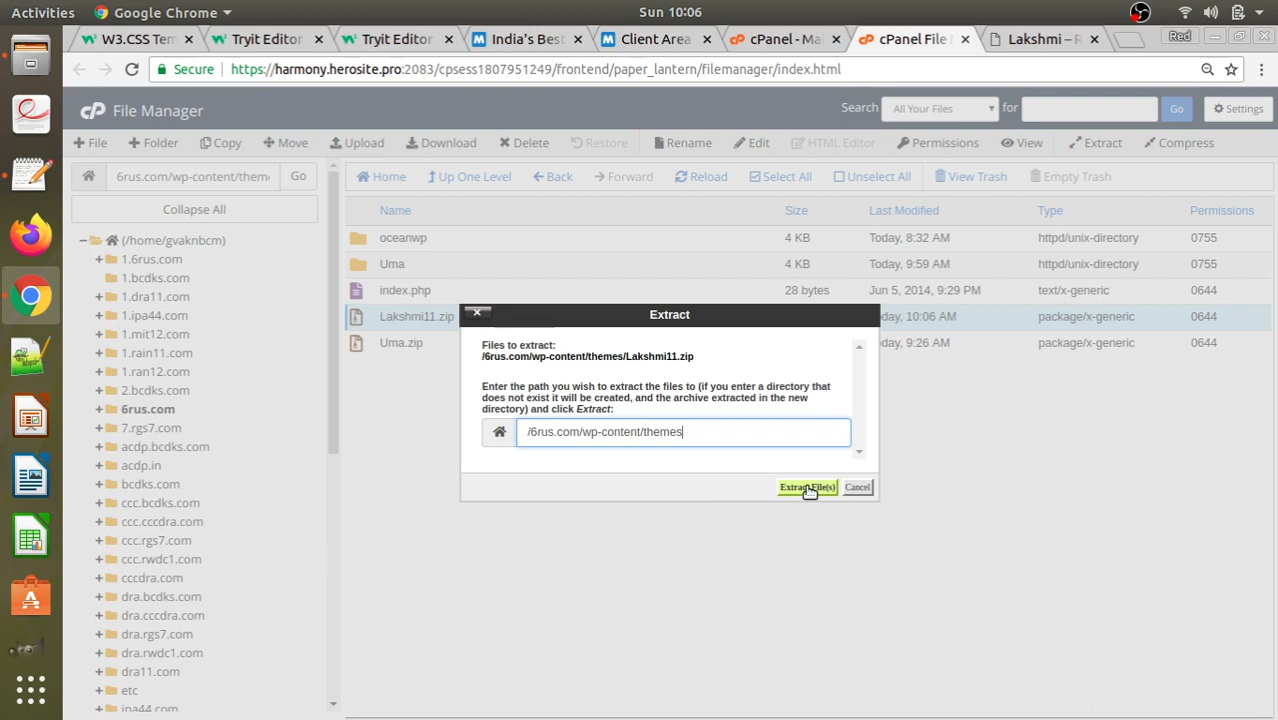 Activities Google Chrome Sun 10:06
W3.CSS Tem Tryit Editor Tryit Editor India's Best Client Area cPanel - Mai cPanel File M Lakshmi – R Red
Secure https://harmony.herosite.pro:2083/cpsess1807951249/frontend/paper_lantern/filemanager/index.html
cP File Manager Search All Your Files for Go Settings
File Folder Copy Move Upload Download Delete Restore Rename Edit HTML Editor Permissions View Extract Compress
6rus.com/wp-content/theme Go Home Up One Level Back Forward Reload Select All Unselect All View Trash Empty Trash
Collapse All
Name Size Last Modified Type Permissions
oceanwp 4 KB Today, 8:32 AM httpd/unix-directory 0755
Uma 4 KB Today, 9:59 AM httpd/unix-directory 0755
index.php 28 bytes Jun 5, 2014, 9:29 PM text/x-generic 0644
Lakshmi11.zip day, 10:06 AM package/x-generic 0644
Uma.zip day, 9:26 AM package/x-generic 0644
(/home/gvaknbcm)
1.6rus.com
1.bcdks.com
1.dra11.com
1.ipa44.com
1.mit12.com
1.rain11.com
1.ran12.com
2.bcdks.com
6rus.com
7.rgs7.com
acdp.bcdks.com
acdp.in
bcdks.com
ccc.bcdks.com
ccc.cccdra.com
ccc.rgs7.com
ccc.rwdc1.com
cccdra.com
dra.bcdks.com
dra.cccdra.com
dra.rgs7.com
dra.rwdc1.com
dra11.com
etc
ipa44.com
Extract
Files to extract:
/6rus.com/wp-content/themes/Lakshmi11.zip
Enter the path you wish to extract the files to (if you enter a directory that
does not exist it will be created, and the archive extracted in the new
directory) and click Extract:
/6rus.com/wp-content/themes
Extract File(s) Cancel